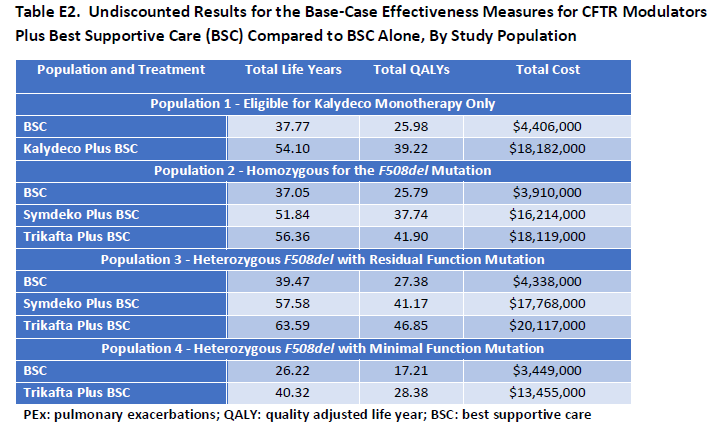 Table E2.  Undiscounted Results for the Base-Case Effectiveness Measures for CFTR Modulators
Plus Best Supportive Care (BSC) Compared to BSC Alone, By Study Population
Population and Treatment Total Life Years Total QALYs Total Cost
Population 1 - Eligible for Kalydeco Monotherapy Only
BSC 37.77 25.98 $4,406,000
Kalydeco Plus BSC 54.10 39.22 $18,182,000
Population 2 - Homozygous for the F508del Mutation
BSC 37.05 25.79 $3,910,000
Symdeko Plus BSC 51.84 37.74 $16,214,000
Trikafta Plus BSC 56.36 41.90 $18,119,000
Population 3 - Heterozygous F508del with Residual Function Mutation
BSC 39.47 27.38 $4,338,000
Symdeko Plus BSC 57.58 41.17 $17,768,000
Trikafta Plus BSC 63.59 46.85 $20,117,000
Population 4 - Heterozygous F508del with Minimal Function Mutation
BSC 26.22 17.21 $3,449,000
Trikafta Plus BSC 40.32 28.38 $13,455,000
PEx: pulmonary exacerbations; QALY: quality adjusted life year; BSC: best supportive care